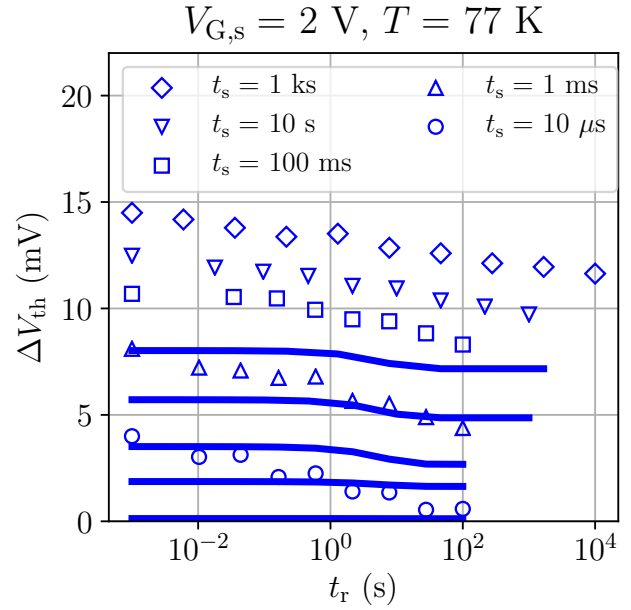 V_G,s = 2 V, T = 77 K
t_s = 1 ks
t_s = 10 s
t_s = 100 ms
t_s = 1 ms
t_s = 10 μs
20
15
10
5
0
ΔV_th (mV)
10^−2
10^0
10^2
10^4
t_r (s)